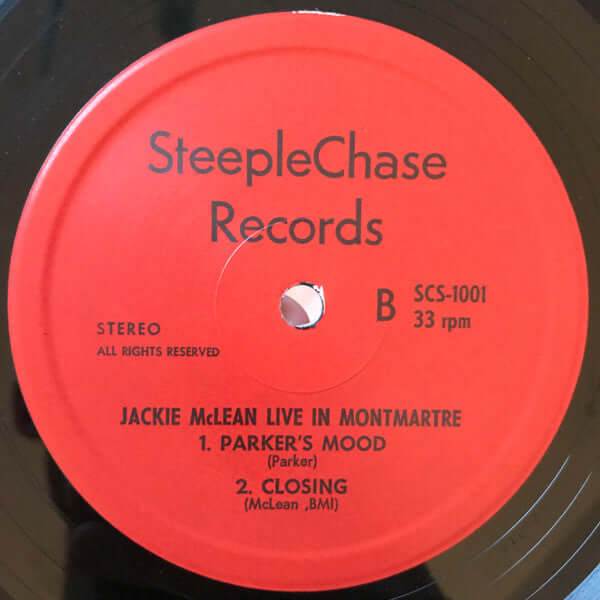 SteepleChase
Records
STEREO
ALL RIGHTS RESERVED
B
SCS-1001
33 rpm
JACKIE McLEAN LIVE IN MONTMARTRE
1. PARKER'S MOOD
(Parker)
2. CLOSING
(McLean ,BMI)